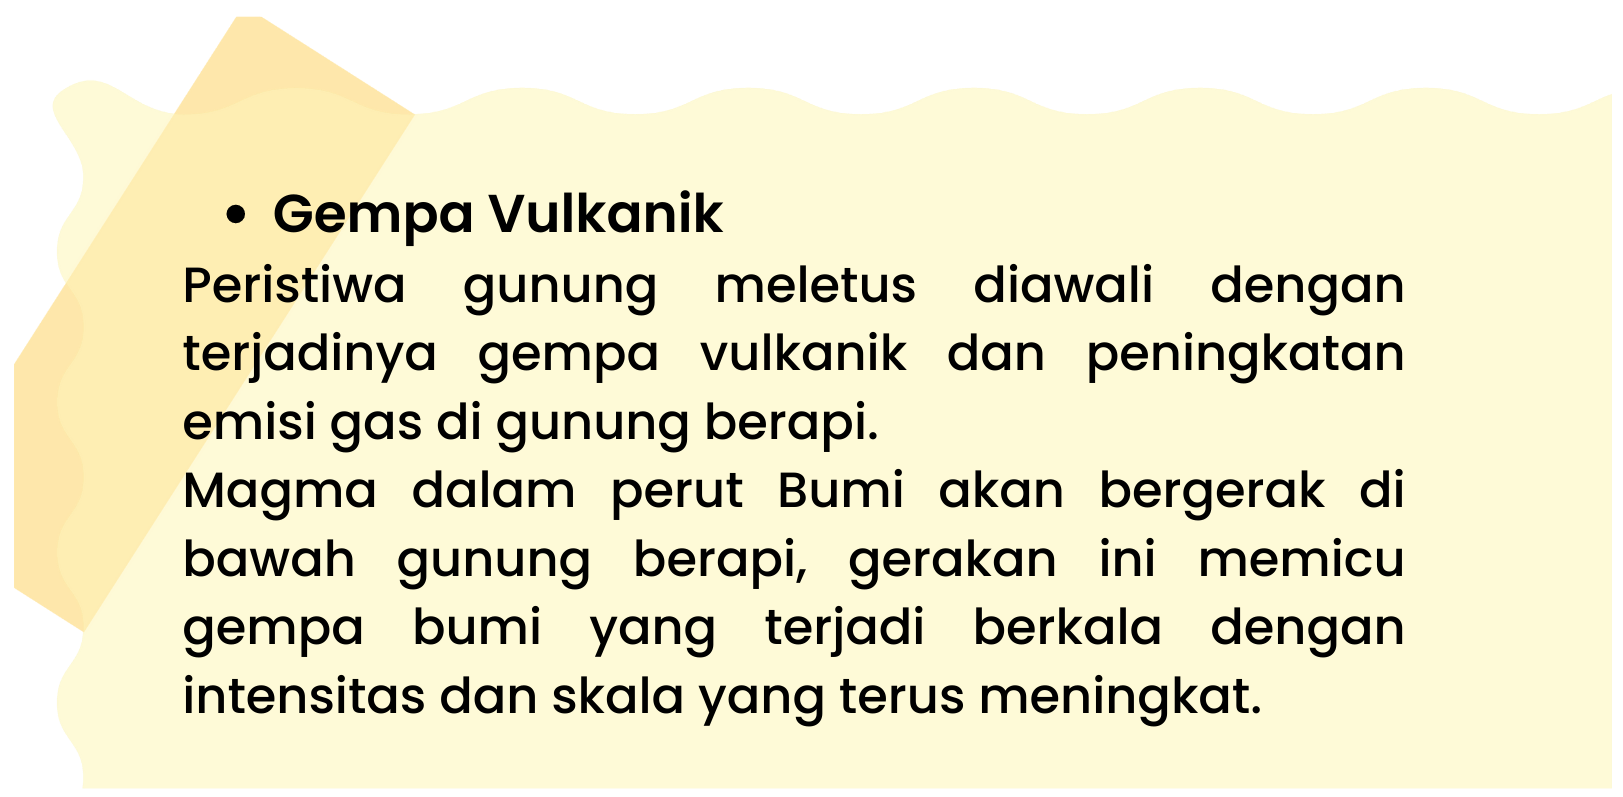 • Gempa Vulkanik
Peristiwa gunung meletus diawali dengan
terjadinya gempa vulkanik dan peningkatan
emisi gas di gunung berapi.
Magma dalam perut Bumi akan bergerak di
bawah gunung berapi, gerakan ini memicu
gempa bumi yang terjadi berkala dengan
intensitas dan skala yang terus meningkat.